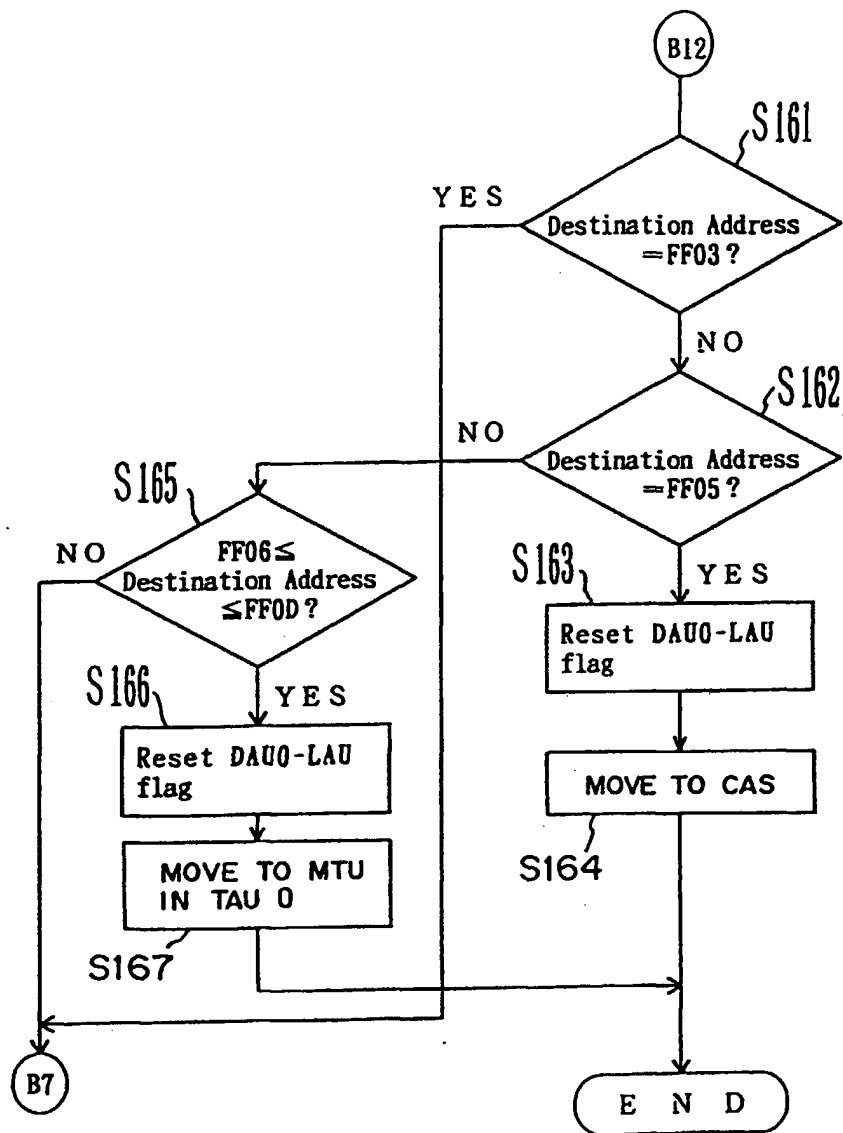 B12
S161
YES
Destination Address
=FF03?
NO
S162
NO
Destination Address
=FF05?
S165
NO
FF06≦
Destination Address
≦FF0D?
S163
YES
Reset DAU0-LAU
flag
S166
YES
Reset DAU0-LAU
flag
MOVE TO CAS
S164
MOVE TO MTU
IN TAU 0
S167
B7
END